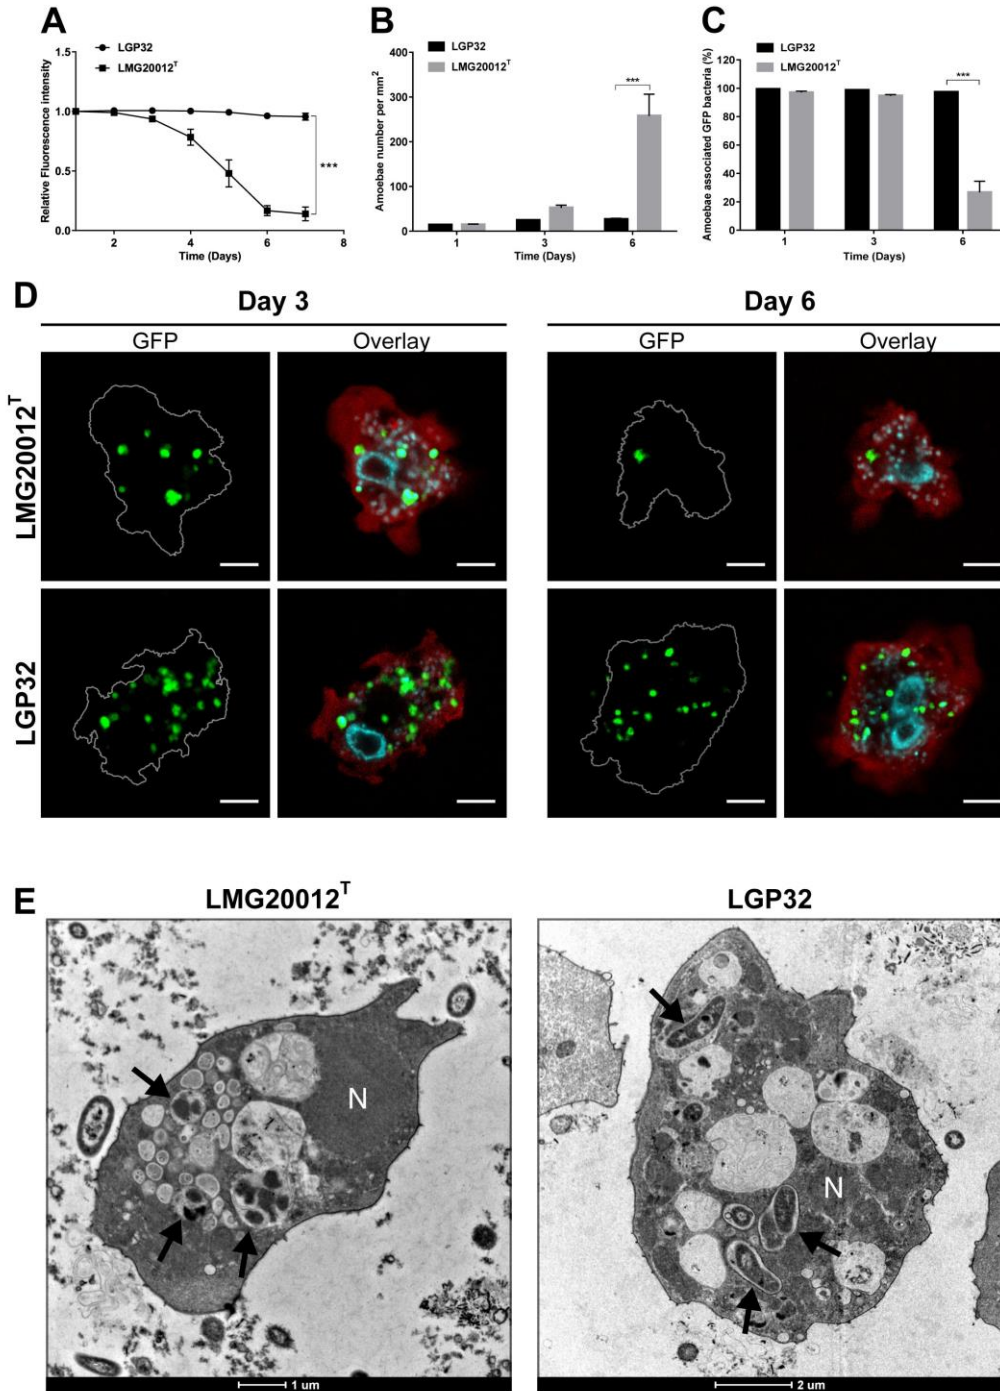 A
LGP32
LMG20012T
Relative Fluorescence intensity
1.5
1.0
0.5
0.0
2 4 6 8
Time (Days)
***
B
LGP32
LMG20012T
Amoebae number per mm2
400
300
200
100
0
1 3 6
Time (Days)
***
C
LGP32
LMG20012T
Amoebae associated GFP bacteria (%)
120
100
80
60
40
20
0
1 3 6
Time (Days)
***
D
Day 3 Day 6
GFP Overlay GFP Overlay
LMG20012T
LGP32
E
LMG20012T LGP32
N
N
1 um
2 um